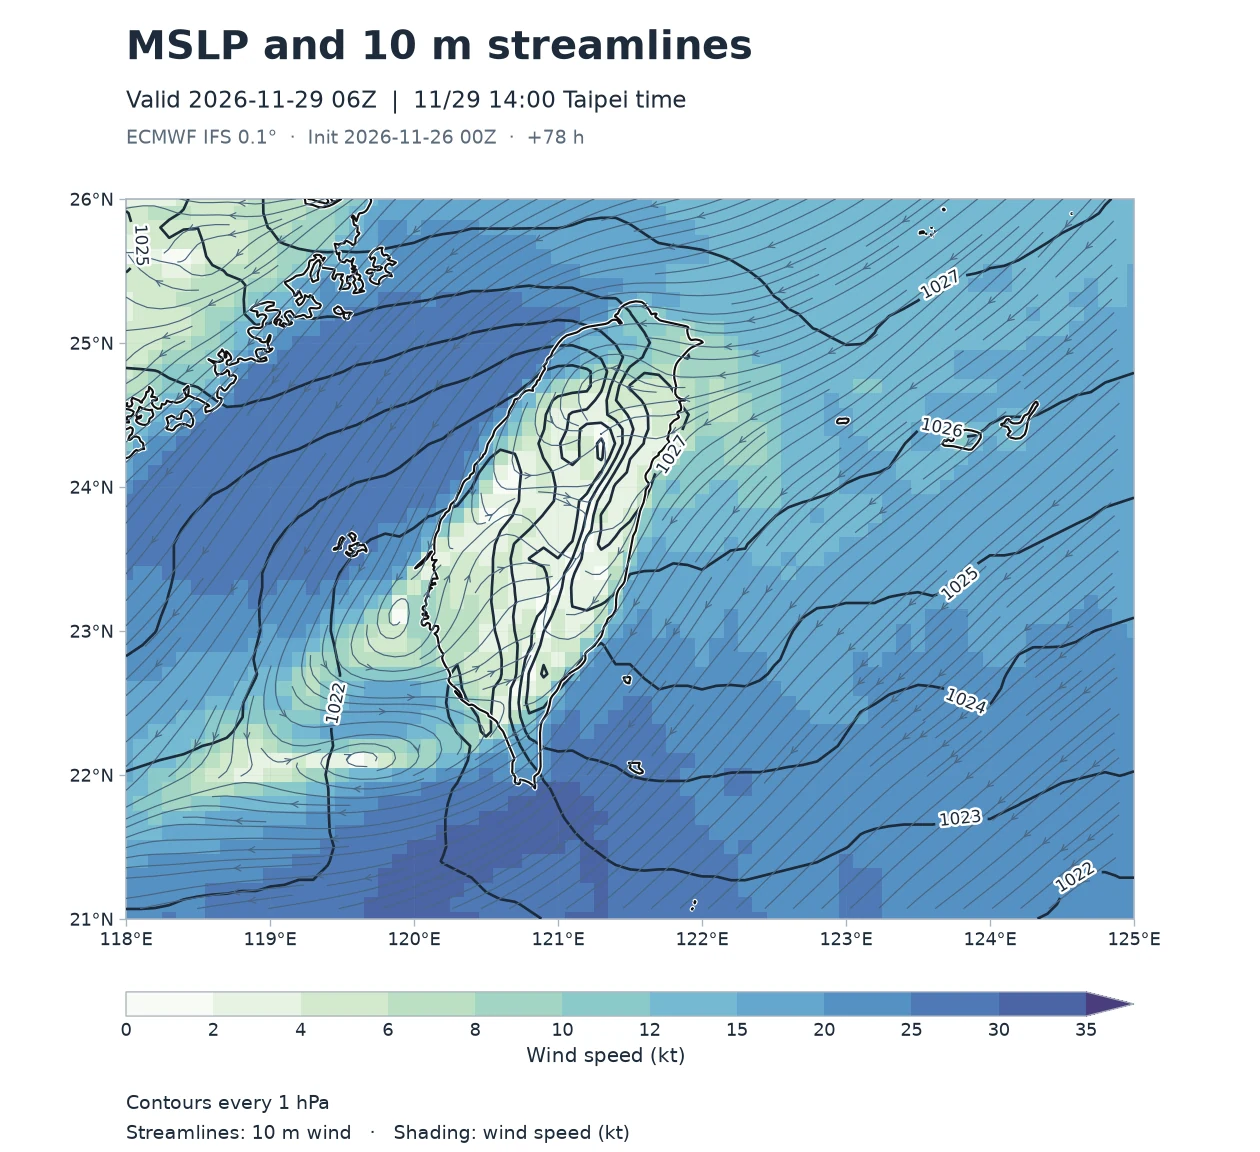 MSLP and 10 m streamlines
Valid 2026-11-29 06Z | 11/29 14:00 Taipei time
ECMWF IFS 0.1° · Init 2026-11-26 00Z · +78 h
26°N
25°N
24°N
23°N
22°N
21°N
1025
1027
1026
1027
1025
1022
1024
1023
1022
118°E 119°E 120°E 121°E 122°E 123°E 124°E 125°E
0 2 4 6 8 10 12 15 20 25 30 35
Wind speed (kt)
Contours every 1 hPa
Streamlines: 10 m wind · Shading: wind speed (kt)